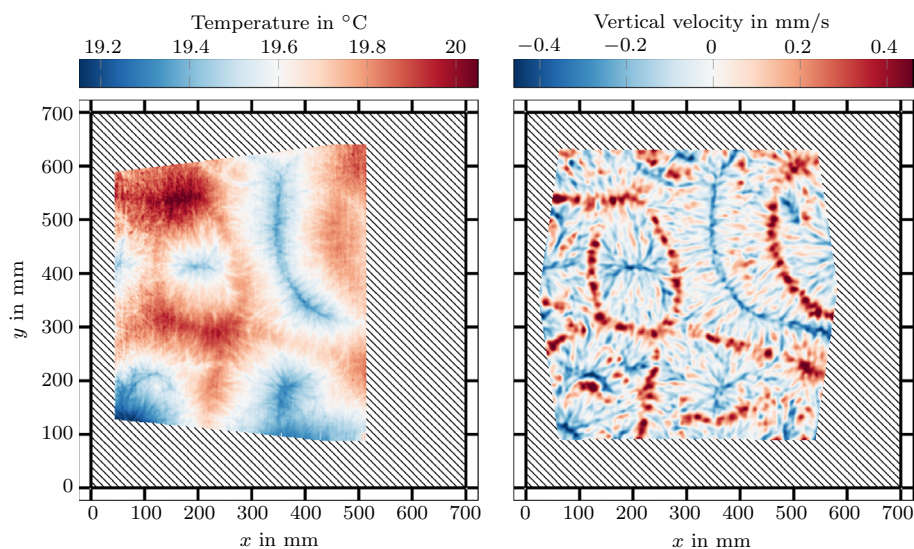 Temperature in °C
19.2 19.4 19.6 19.8 20
Vertical velocity in mm/s
−0.4 −0.2 0 0.2 0.4
700
600
500
400
300
200
100
0
y in mm
0 100 200 300 400 500 600 700
x in mm
0 100 200 300 400 500 600 700
x in mm